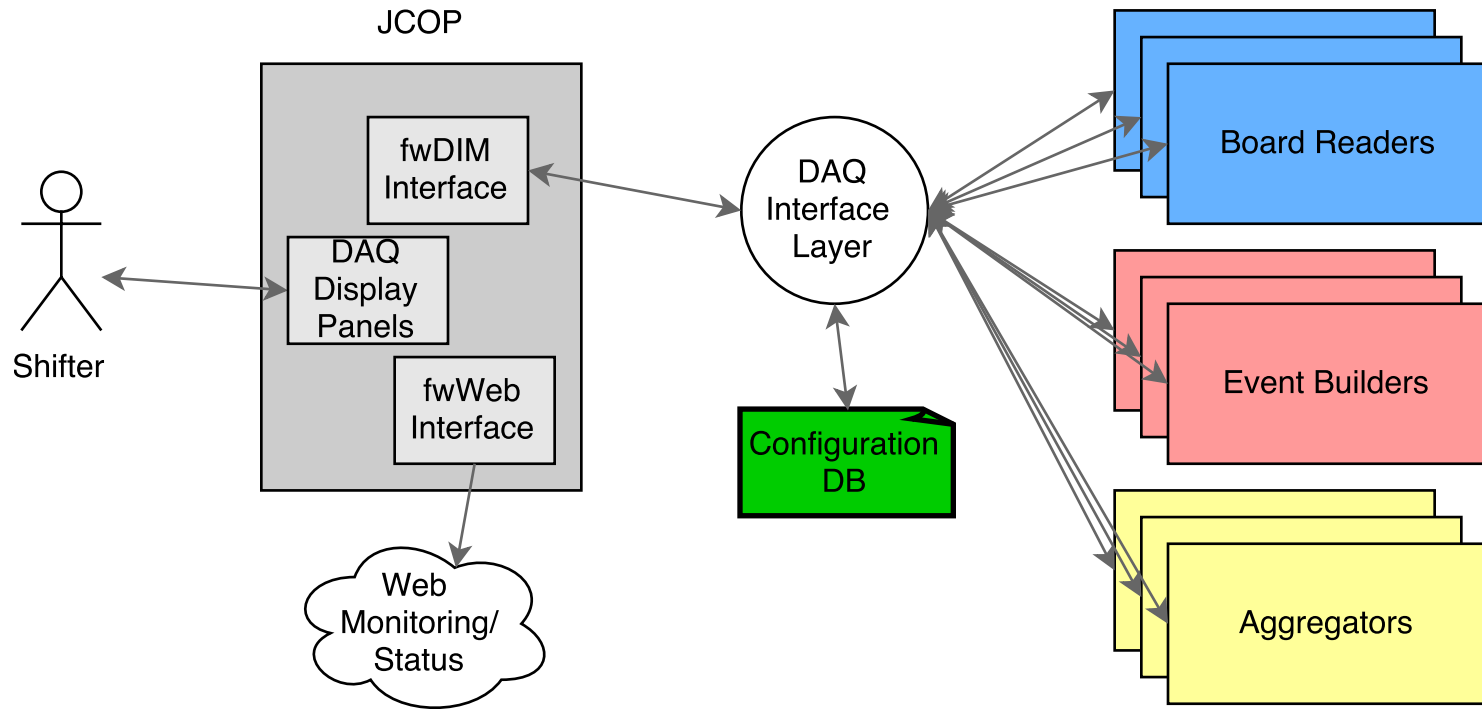 JCOP
fwDIM
Interface
DAQ
Display
Panels
fwWeb
Interface
Shifter
Web
Monitoring/
Status
DAQ
Interface
Layer
Configuration
DB
Board Readers
Event Builders
Aggregators